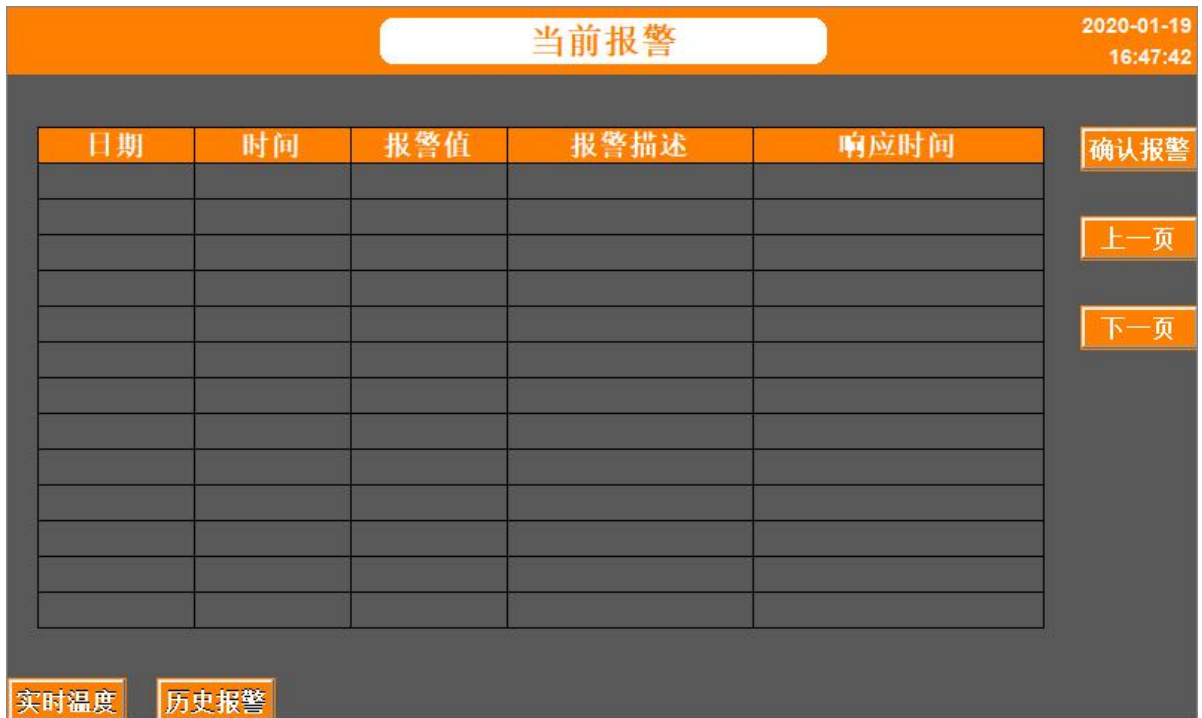 当前报警
2020-01-19
16:47:42
日期 时间 报警值 报警描述 响应时间
确认报警
上一页
下一页
实时温度 历史报警